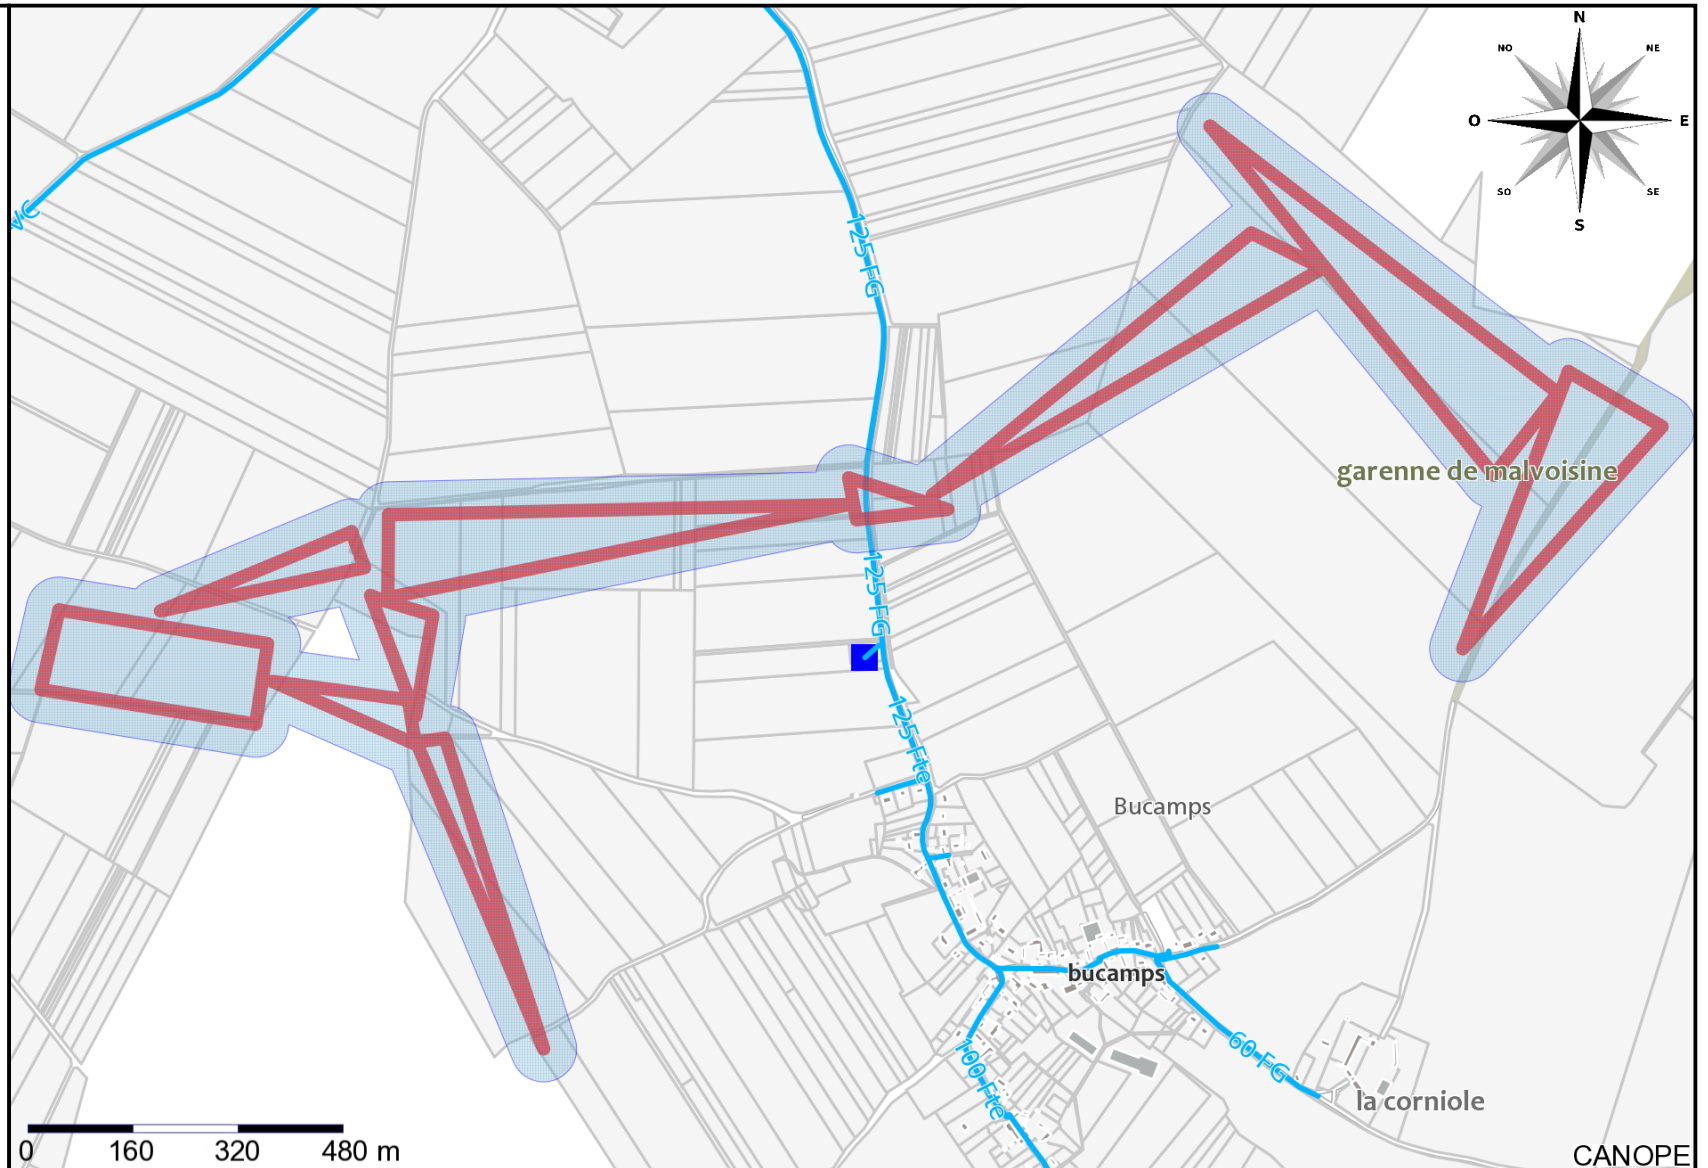 N
NO
NE
O
E
SO
SE
S
VC
125 FG
garenne de malvoisine
125 FG
125 Fte
Bucamps
bucamps
60 FG
100 Fte
la corniole
0 160 320 480 m
CANOPE